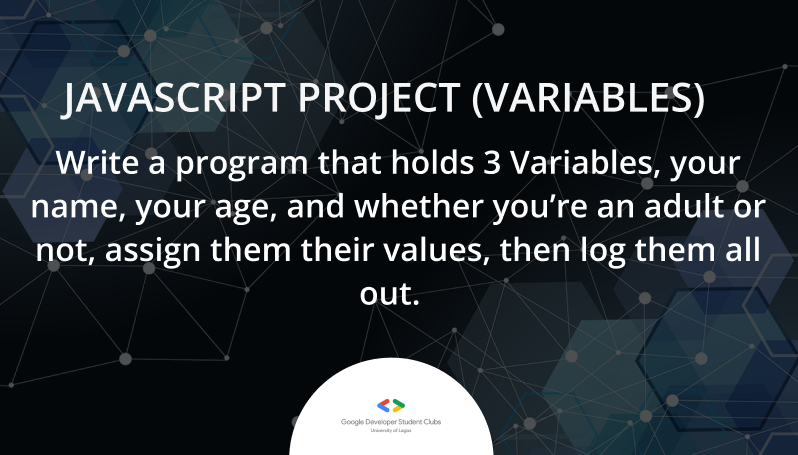 JAVASCRIPT PROJECT (VARIABLES)
Write a program that holds 3 Variables, your
name, your age, and whether you’re an adult or
not, assign them their values, then log them all
out.
Google Developer Student Clubs
University of Lagos